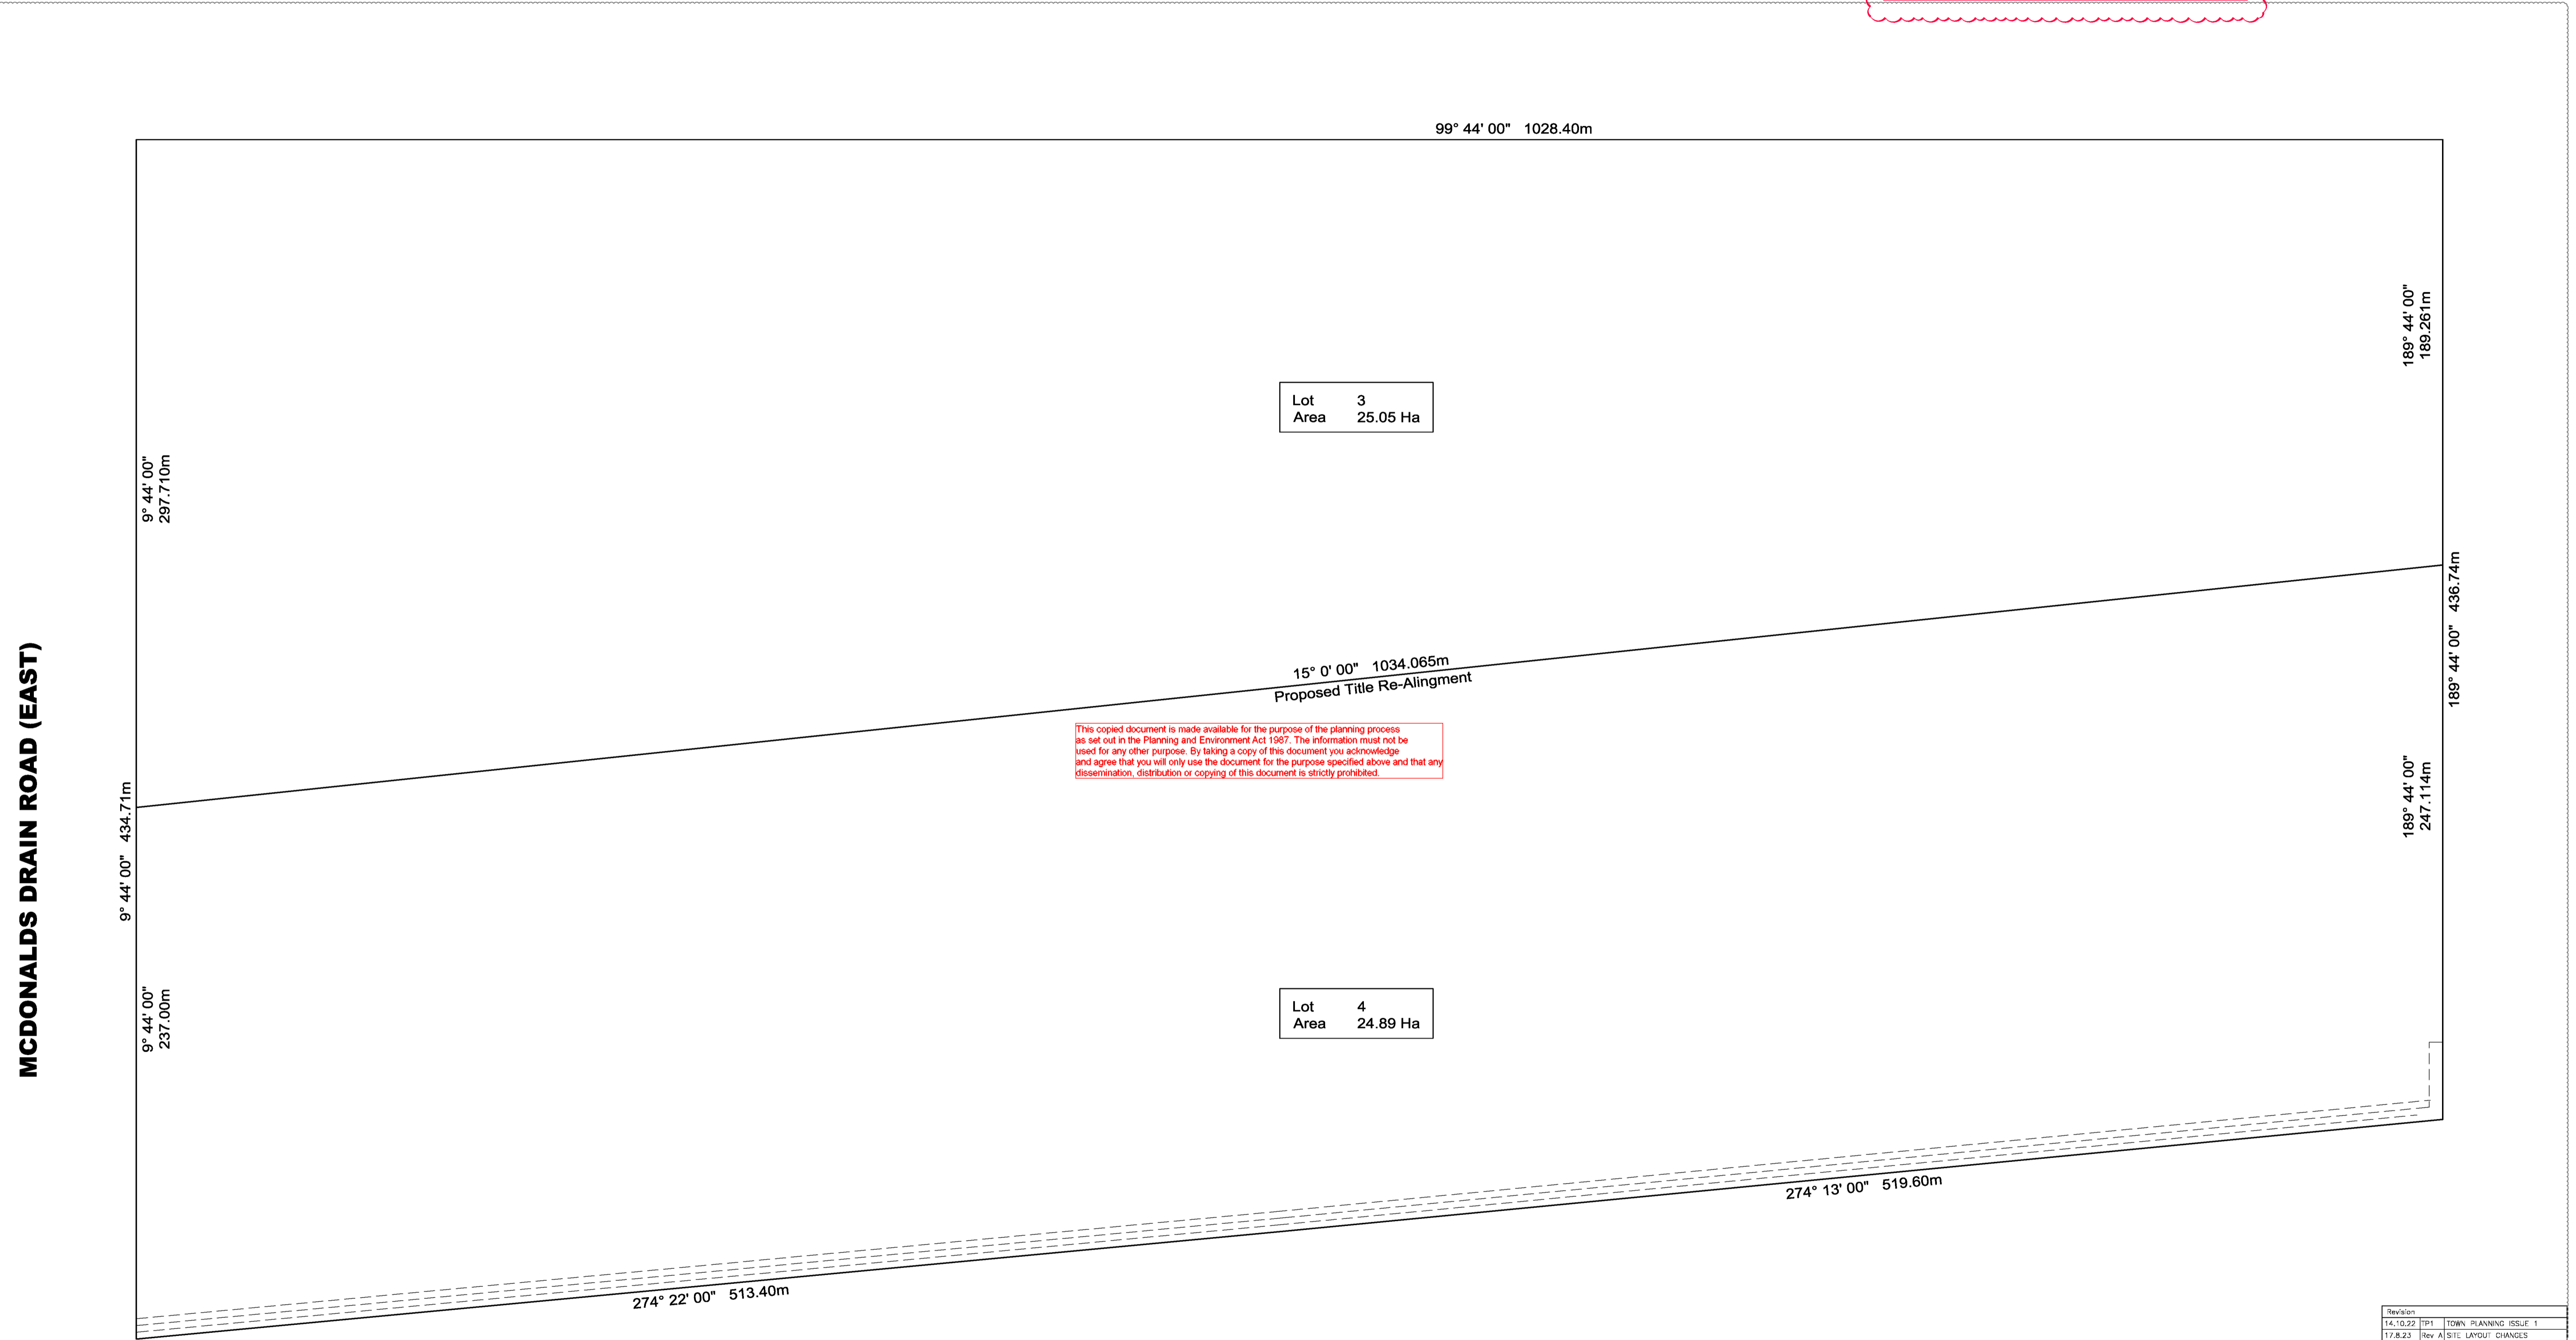 99° 44' 00" 1028.40m
189° 44' 00"
189.261m
Lot 3
Area 25.05 Ha
9° 44' 00"
297.710m
189° 44' 00" 436.74m
15° 0' 00" 1034.065m
Proposed Title Re-Alingment
MCDONALDS DRAIN ROAD (EAST)
This copied document is made available for the purpose of the planning process
as set out in the Planning and Environment Act 1987. The information must not be
used for any other purpose. By taking a copy of this document you acknowledge
and agree that you will only use the document for the purpose specified above and that any
dissemination, distribution or copying of this document is strictly prohibited.
9° 44' 00" 434.71m
189° 44' 00"
247.114m
9° 44' 00"
237.00m
Lot 4
Area 24.89 Ha
274° 13' 00" 519.60m
274° 22' 00" 513.40m
Revision
14.10.22 TP1 TOWN PLANNING ISSUE 1
17.8.23 Rev A SITE LAYOUT CHANGES